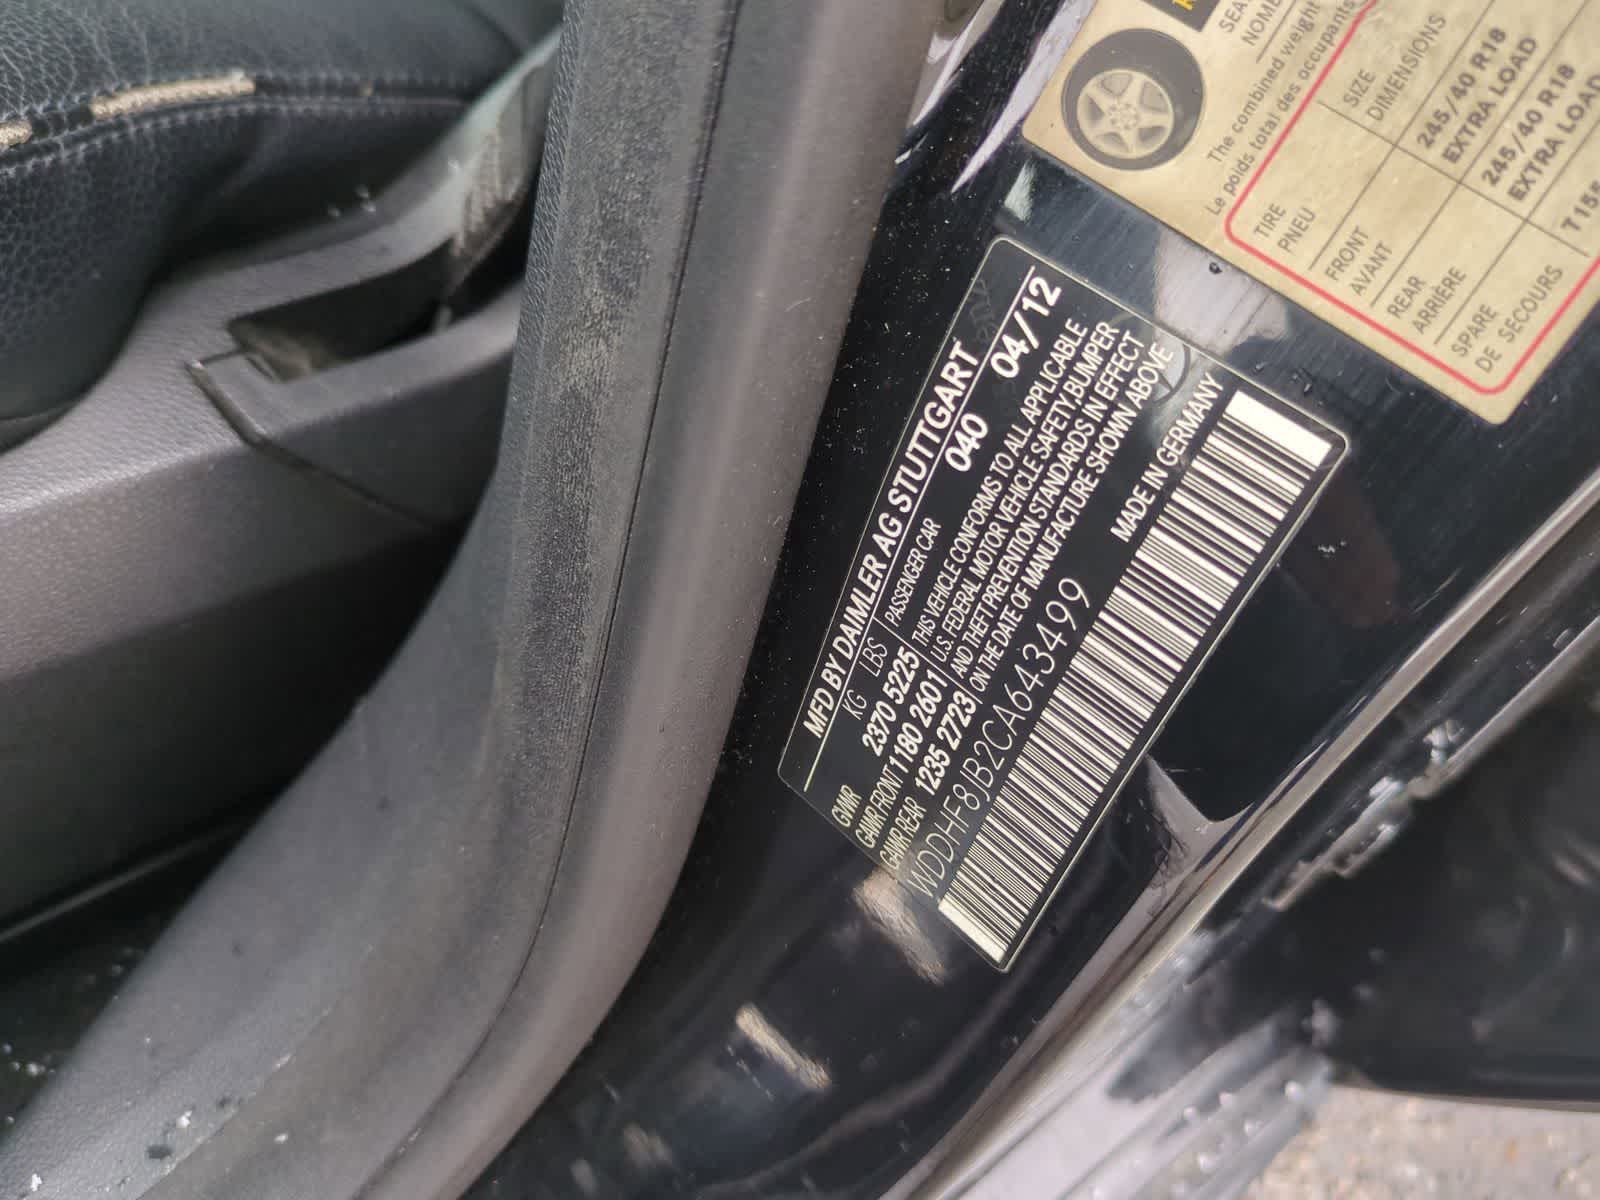 MFD BY DAIMLER AG STUTTGART
KG LBS PASSENGER CAR 040 04/12
GVWR 2370 5225
GAWR FRONT 1180 2601
GAWR REAR 1235 2723
THIS VEHICLE CONFORMS TO ALL APPLICABLE
U.S. FEDERAL MOTOR VEHICLE SAFETY, BUMPER
AND THEFT PREVENTION STANDARDS IN EFFECT
ON THE DATE OF MANUFACTURE SHOWN ABOVE
WDDHF8JB2CA643499 MADE IN GERMANY
The combined weight
Le poids total des occupants
TIRE SIZE
PNEU DIMENSIONS
FRONT 245/40 R18
AVANT EXTRA LOAD
REAR 245/40 R18
ARRIÈRE EXTRA LOAD
SPARE
DE SECOURS